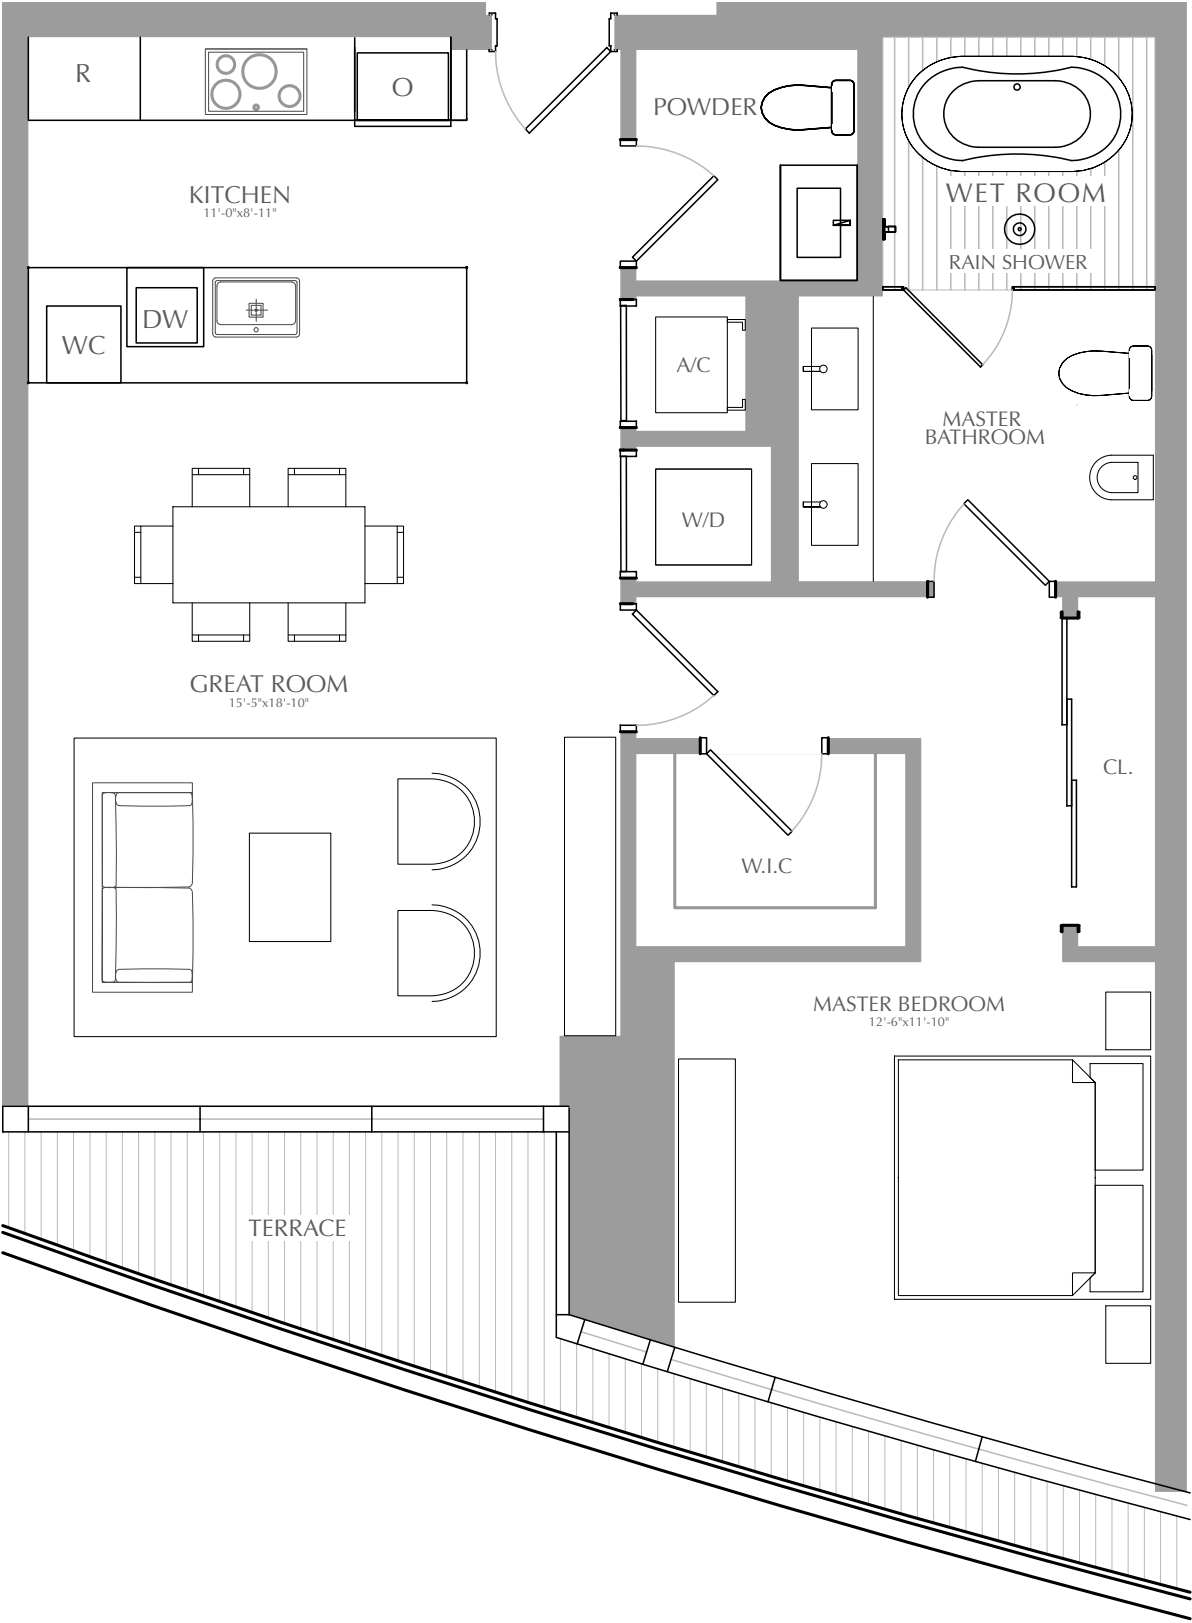 R
O
POWDER
KITCHEN
11'-0"x8'-11"
WET ROOM
RAIN SHOWER
DW
WC
A/C
MASTER
BATHROOM
W/D
GREAT ROOM
15'-5"x18'-10"
CL.
W.I.C
MASTER BEDROOM
12'-6"x11'-10"
TERRACE